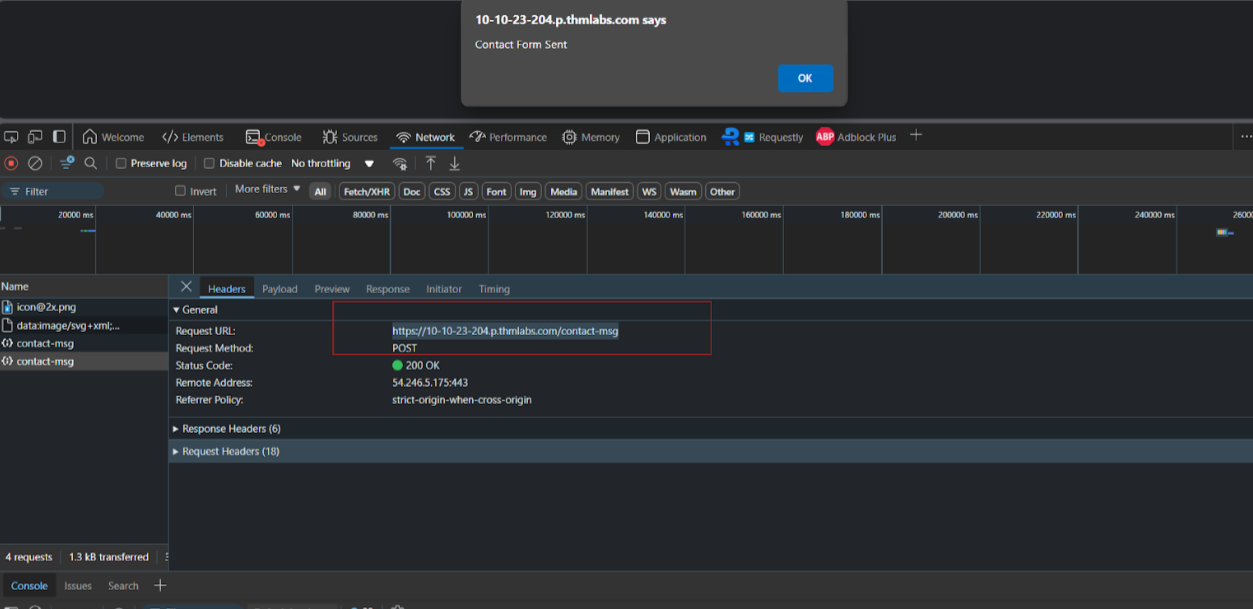 10-10-23-204.p.thmlabs.com says
Contact Form Sent
OK
Welcome Elements Console Sources Network Performance Memory Application Requestly ABP Adblock Plus
Preserve log Disable cache No throttling
Filter Invert More filters All Fetch/XHR Doc CSS JS Font Img Media Manifest WS Wasm Other
20000 ms 40000 ms 60000 ms 80000 ms 100000 ms 120000 ms 140000 ms 160000 ms 180000 ms 200000 ms 220000 ms 240000 ms 26000
Name Headers Payload Preview Response Initiator Timing
icon@2x.png
data:image/svg+xml;...
contact-msg
contact-msg
General
Request URL: https://10-10-23-204.p.thmlabs.com/contact-msg
Request Method: POST
Status Code: 200 OK
Remote Address: 54.246.5.175:443
Referrer Policy: strict-origin-when-cross-origin
Response Headers (6)
Request Headers (18)
4 requests 1.3 kB transferred
Console Issues Search